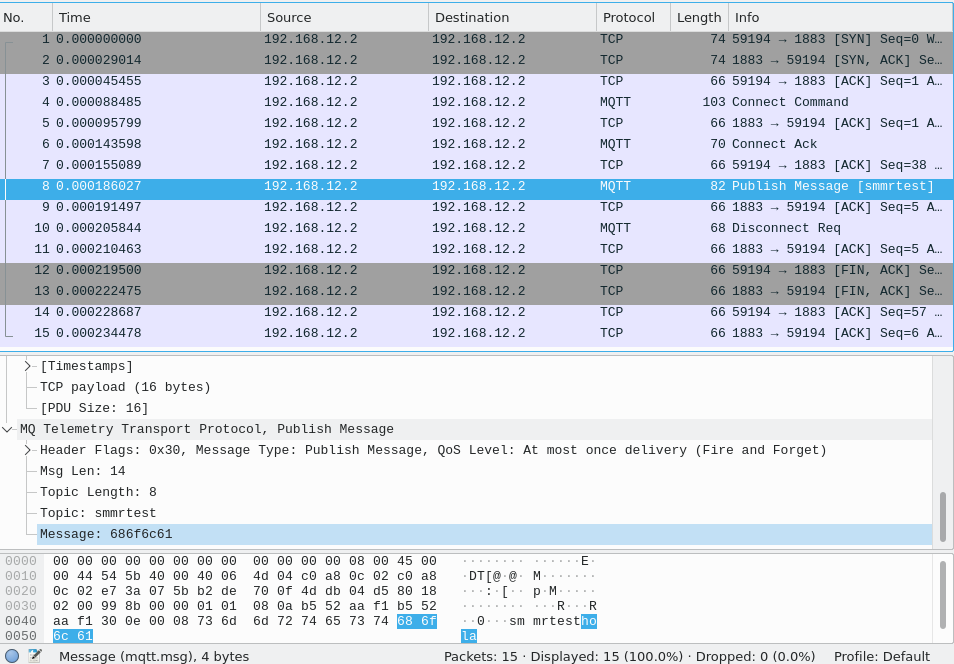 No. Time Source Destination Protocol Length Info
1 0.000000000 192.168.12.2 192.168.12.2 TCP 74 59194 → 1883 [SYN] Seq=0 W…
2 0.000029014 192.168.12.2 192.168.12.2 TCP 74 1883 → 59194 [SYN, ACK] Se…
3 0.000045455 192.168.12.2 192.168.12.2 TCP 66 59194 → 1883 [ACK] Seq=1 A…
4 0.000088485 192.168.12.2 192.168.12.2 MQTT 103 Connect Command
5 0.000095799 192.168.12.2 192.168.12.2 TCP 66 1883 → 59194 [ACK] Seq=1 A…
6 0.000143598 192.168.12.2 192.168.12.2 MQTT 70 Connect Ack
7 0.000155089 192.168.12.2 192.168.12.2 TCP 66 59194 → 1883 [ACK] Seq=38 …
8 0.000186027 192.168.12.2 192.168.12.2 MQTT 82 Publish Message [smmrtest]
9 0.000191497 192.168.12.2 192.168.12.2 TCP 66 1883 → 59194 [ACK] Seq=5 A…
10 0.000205844 192.168.12.2 192.168.12.2 MQTT 68 Disconnect Req
11 0.000210463 192.168.12.2 192.168.12.2 TCP 66 1883 → 59194 [ACK] Seq=5 A…
12 0.000219500 192.168.12.2 192.168.12.2 TCP 66 59194 → 1883 [FIN, ACK] Se…
13 0.000222475 192.168.12.2 192.168.12.2 TCP 66 1883 → 59194 [FIN, ACK] Se…
14 0.000228687 192.168.12.2 192.168.12.2 TCP 66 59194 → 1883 [ACK] Seq=57 …
15 0.000234478 192.168.12.2 192.168.12.2 TCP 66 1883 → 59194 [ACK] Seq=6 A…
[Timestamps]
TCP payload (16 bytes)
[PDU Size: 16]
MQ Telemetry Transport Protocol, Publish Message
Header Flags: 0x30, Message Type: Publish Message, QoS Level: At most once delivery (Fire and Forget)
Msg Len: 14
Topic Length: 8
Topic: smmrtest
Message: 686f6c61
0000 00 00 00 00 00 00 00 00 00 00 00 00 08 00 45 00 ········ ······E·
0010 00 44 54 5b 40 00 40 06 4d 04 c0 a8 0c 02 c0 a8 ·DT[@·@· M·······
0020 0c 02 e7 3a 07 5b b2 de 70 0f 4d db 04 d5 80 18 ···:·[·· p·M·····
0030 02 00 99 8b 00 00 01 01 08 0a b5 52 aa f1 b5 52 ········ ···R···R
0040 aa f1 30 0e 00 08 73 6d 6d 72 74 65 73 74 68 6f ··0···sm mrtestho
0050 6c 61 la
Message (mqtt.msg), 4 bytes Packets: 15 · Displayed: 15 (100.0%) · Dropped: 0 (0.0%) Profile: Default